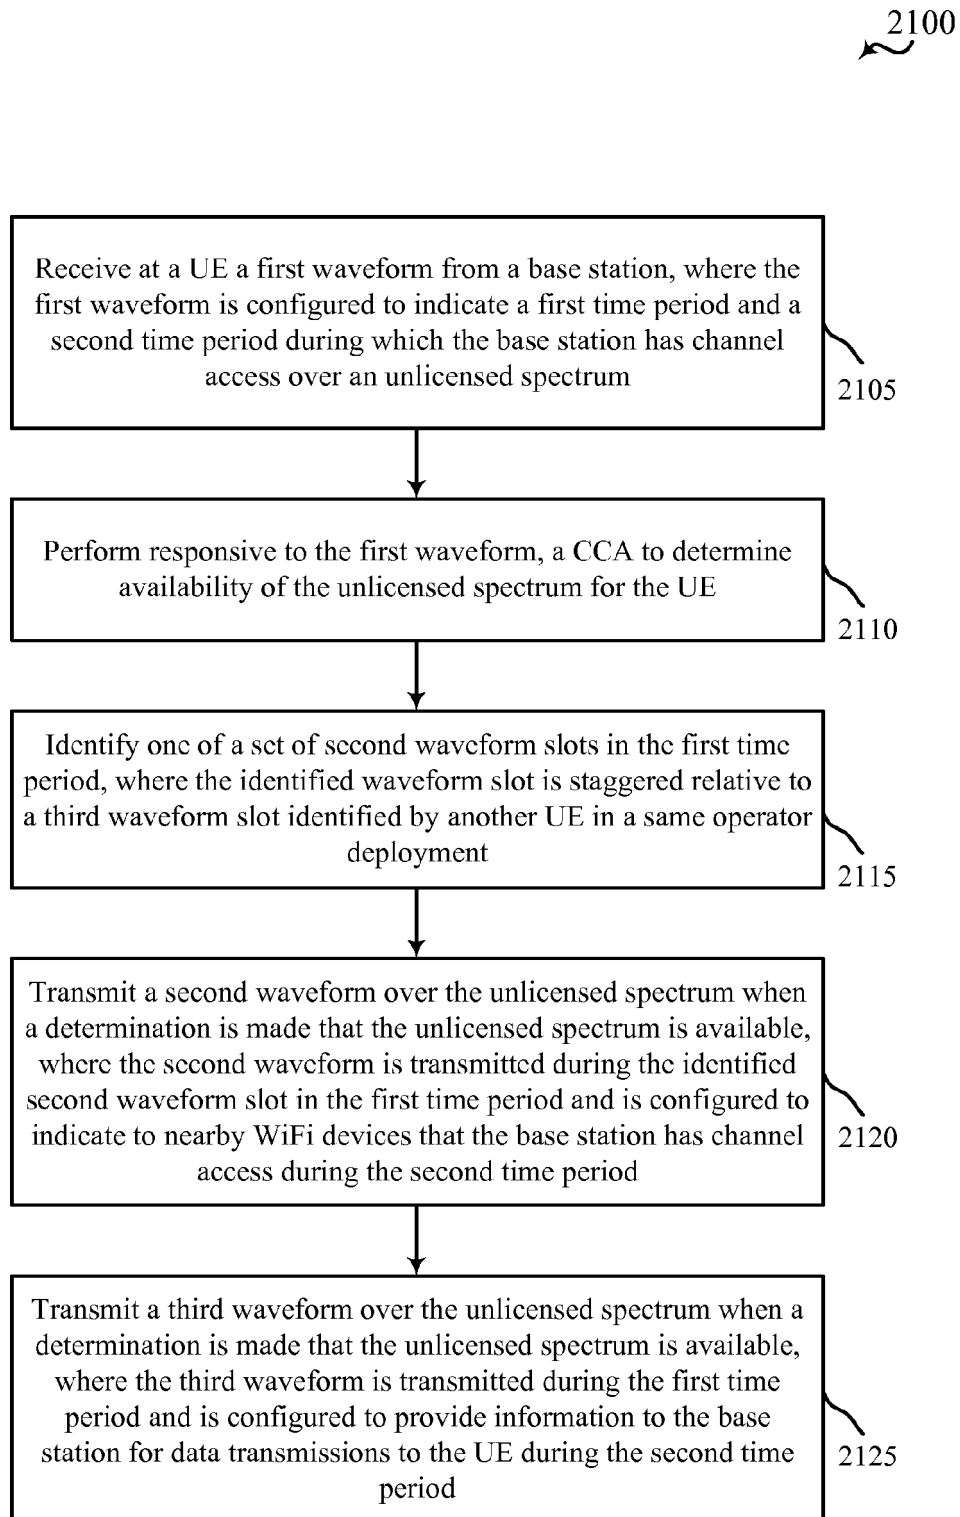 2100
Receive at a UE a first waveform from a base station, where the
first waveform is configured to indicate a first time period and a
second time period during which the base station has channel
access over an unlicensed spectrum
2105
Perform responsive to the first waveform, a CCA to determine
availability of the unlicensed spectrum for the UE
2110
Identify one of a set of second waveform slots in the first time
period, where the identified waveform slot is staggered relative to
a third waveform slot identified by another UE in a same operator
deployment
2115
Transmit a second waveform over the unlicensed spectrum when
a determination is made that the unlicensed spectrum is available,
where the second waveform is transmitted during the identified
second waveform slot in the first time period and is configured to
indicate to nearby WiFi devices that the base station has channel
access during the second time period
2120
Transmit a third waveform over the unlicensed spectrum when a
determination is made that the unlicensed spectrum is available,
where the third waveform is transmitted during the first time
period and is configured to provide information to the base
station for data transmissions to the UE during the second time
period
2125